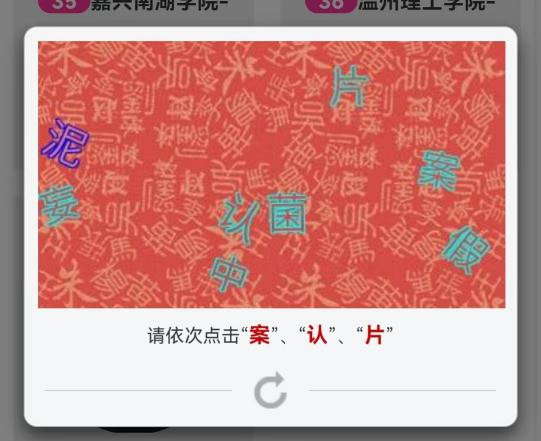 35 嘉兴南湖学院-
36 温州理工学院-
片
泥
案
妄
认
菌
假
中
请依次点击“案”、“认”、“片”